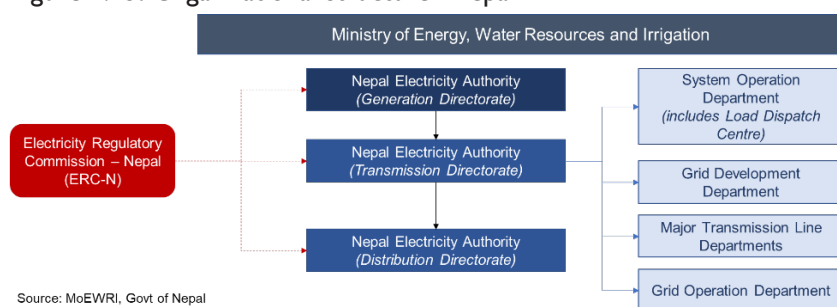 Ministry of Energy, Water Resources and Irrigation
Nepal Electricity Authority
(Generation Directorate)
System Operation
Department
(includes Load Dispatch
Centre)
Electricity Regulatory
Commission – Nepal
(ERC-N)
Nepal Electricity Authority
(Transmission Directorate)
Grid Development
Department
Major Transmission Line
Departments
Nepal Electricity Authority
(Distribution Directorate)
Grid Operation Department
Source: MoEWRI, Govt of Nepal